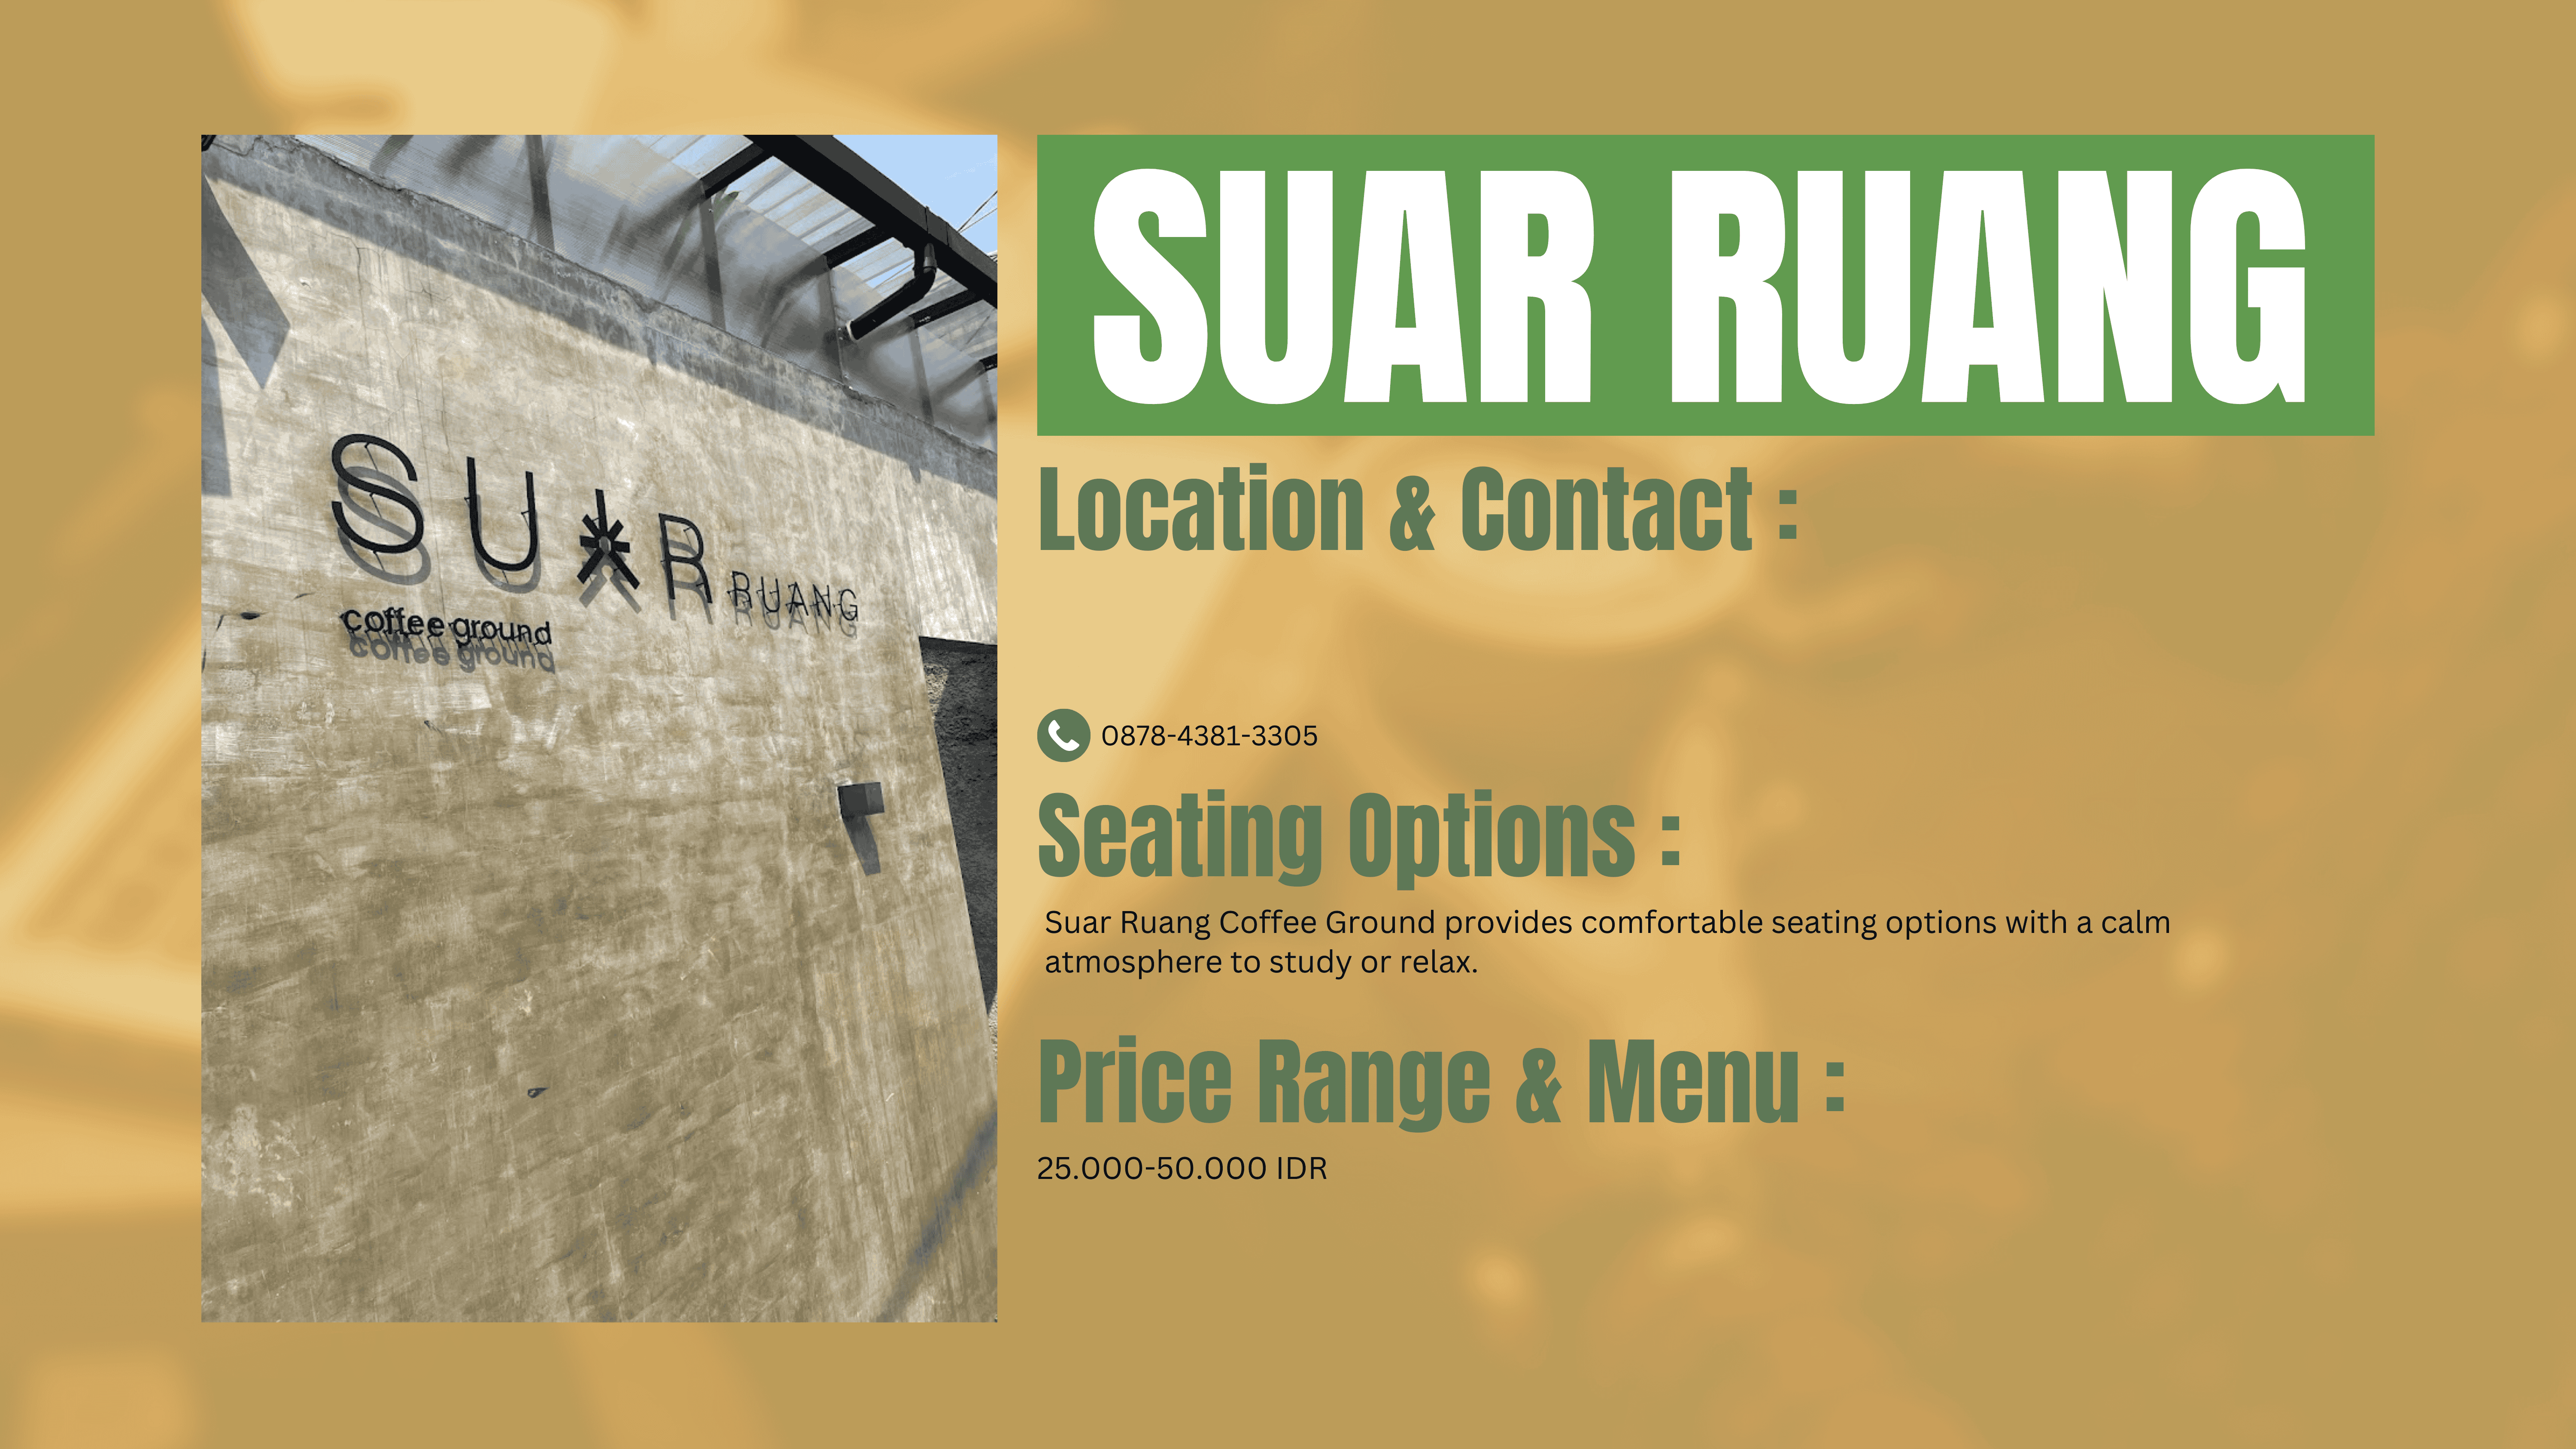 SUAR RUANG
coffee ground
SUAR RUANG
Location & Contact :
0878-4381-3305
Seating Options :
Suar Ruang Coffee Ground provides comfortable seating options with a calm
atmosphere to study or relax.
Price Range & Menu :
25.000-50.000 IDR